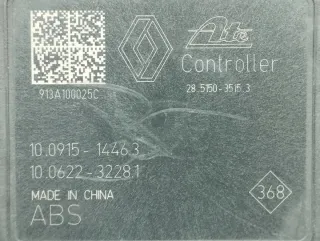 Ate
913A100025C
Controller
28.5150-3515.3
10.0915-1446.3
10.0622-3228.1
MADE IN CHINA
ABS
368